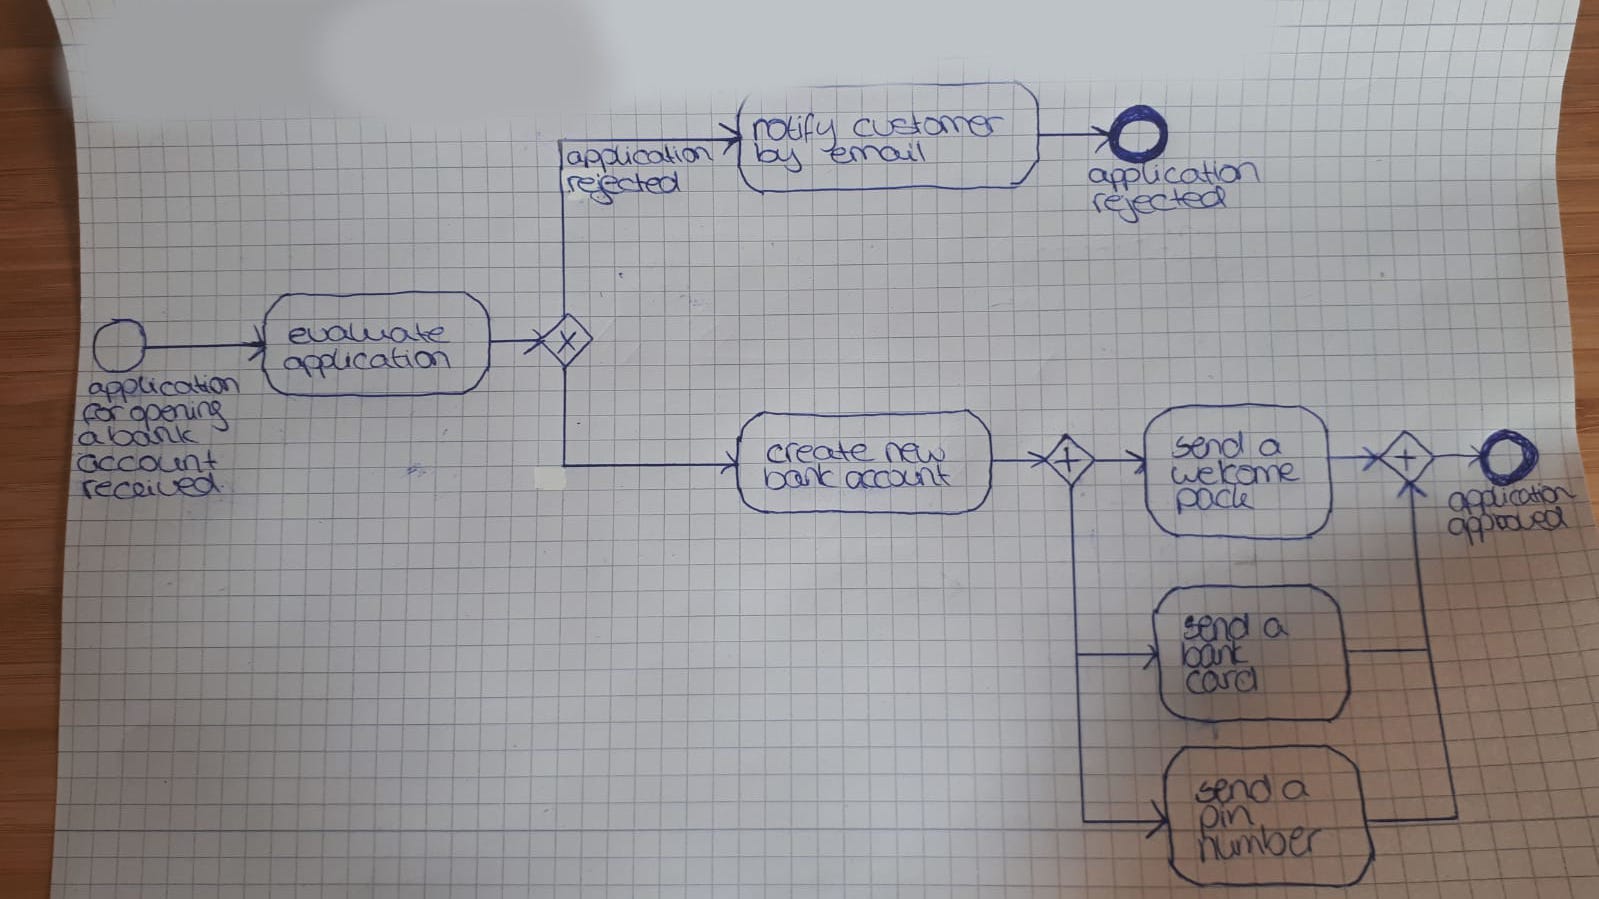 notify customer
by email
application
rejected
application
rejected
evaluate
application
application
for opening
a bank
account
received.
create new
bank account
send a
welcome
pack
application
approved
send a
bank
card
send a
pin
number